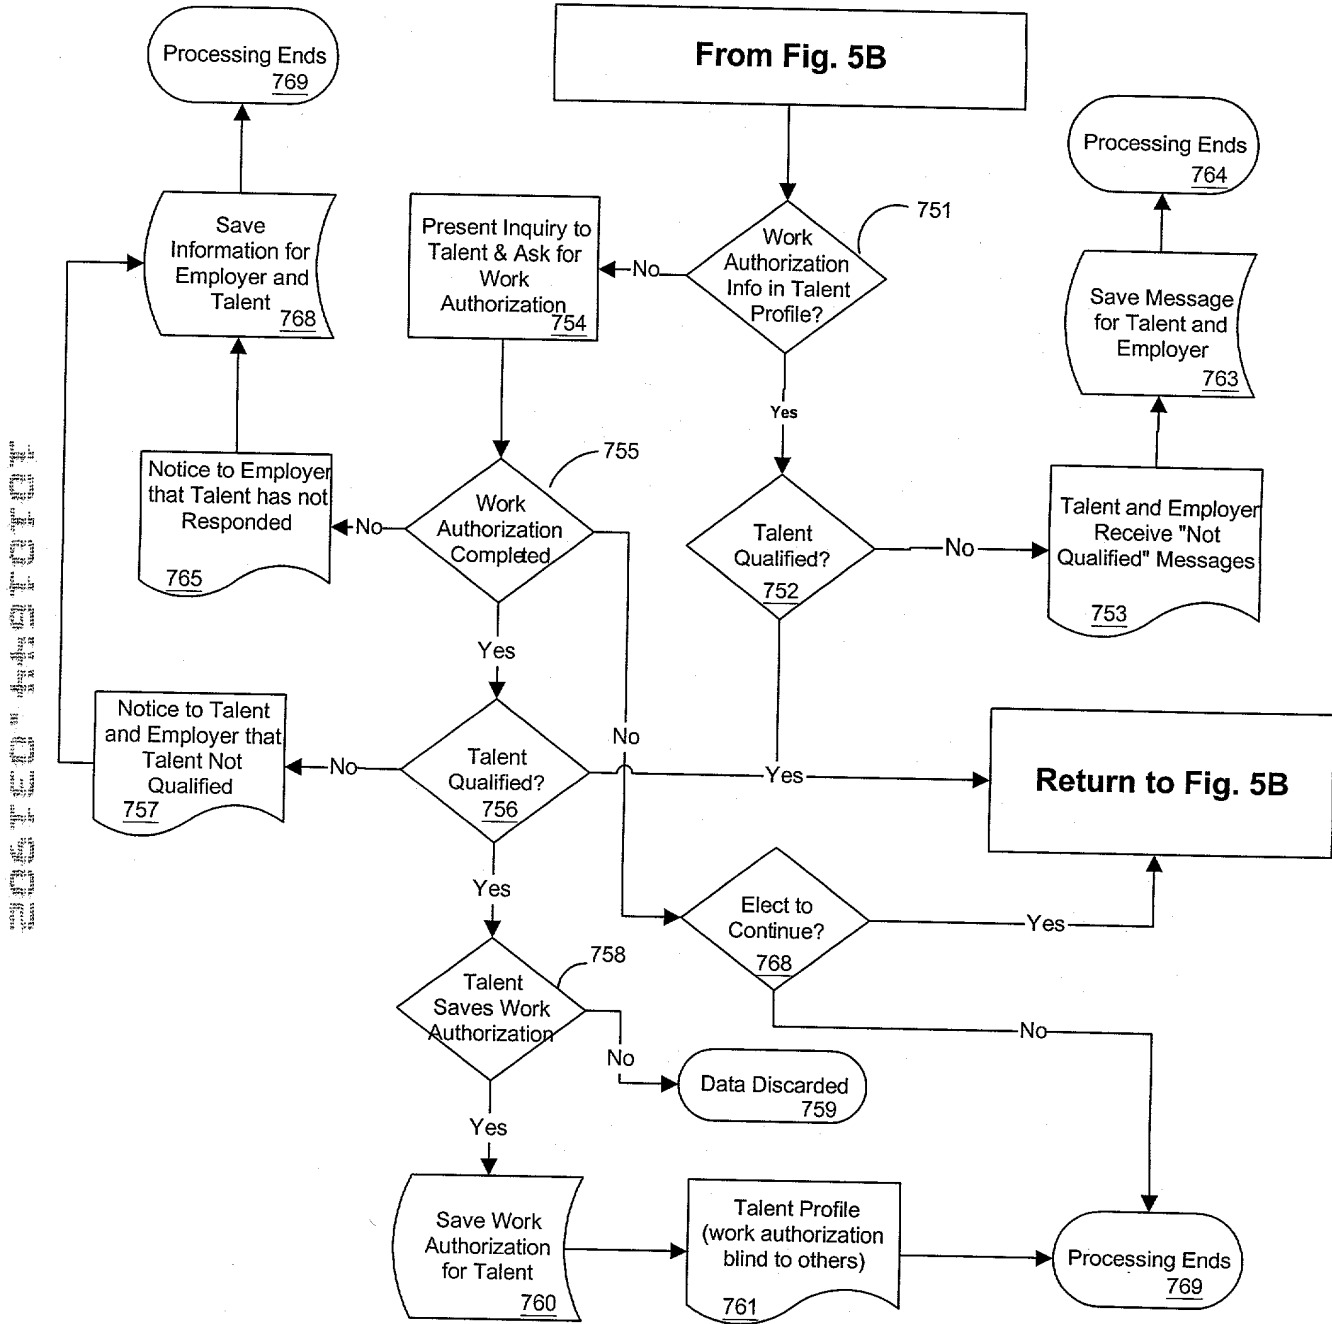 Processing Ends
769
From Fig. 5B
Processing Ends
764
Save
Information for
Employer and
Talent
768
Present Inquiry to
Talent & Ask for
Work
Authorization
754
No
Work
Authorization
Info in Talent
Profile?
751
Save Message
for Talent and
Employer
763
Yes
Notice to Employer
that Talent has not
Responded
765
No
Work
Authorization
Completed
755
Talent
Qualified?
752
No
Talent and Employer
Receive "Not
Qualified" Messages
753
Yes
No
Notice to Talent
and Employer that
Talent Not
Qualified
757
No
Talent
Qualified?
756
Yes
Return to Fig. 5B
Yes
Elect to
Continue?
768
Yes
Talent
Saves Work
Authorization
758
No
No
Data Discarded
759
Yes
Save Work
Authorization
for Talent
760
Talent Profile
(work authorization
blind to others)
761
Processing Ends
769